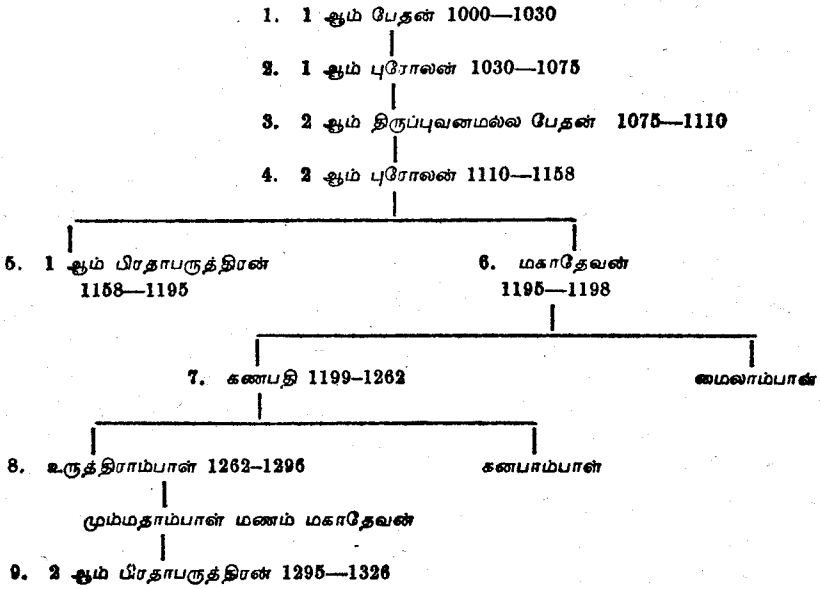 1. 1 ஆம் பேதன் 1000—1030
2. 1 ஆம் புரோலன் 1030—1075
3. 2 ஆம் திருப்புவனமல்ல பேதன் 1075—1110
4. 2 ஆம் புரோலன் 1110—1158
5. 1 ஆம் பிரதாபருத்திரன் 6. மகாதேவன்
1158—1195 1195—1198
7. கணபதி 1199–1262 மைலாம்பாள்
8. உருத்திராம்பாள் 1262–1296 கனபாம்பாள்
மும்மதாம்பாள் மணம் மகாதேவன்
9. 2 ஆம் பிரதாபருத்திரன் 1295—1326